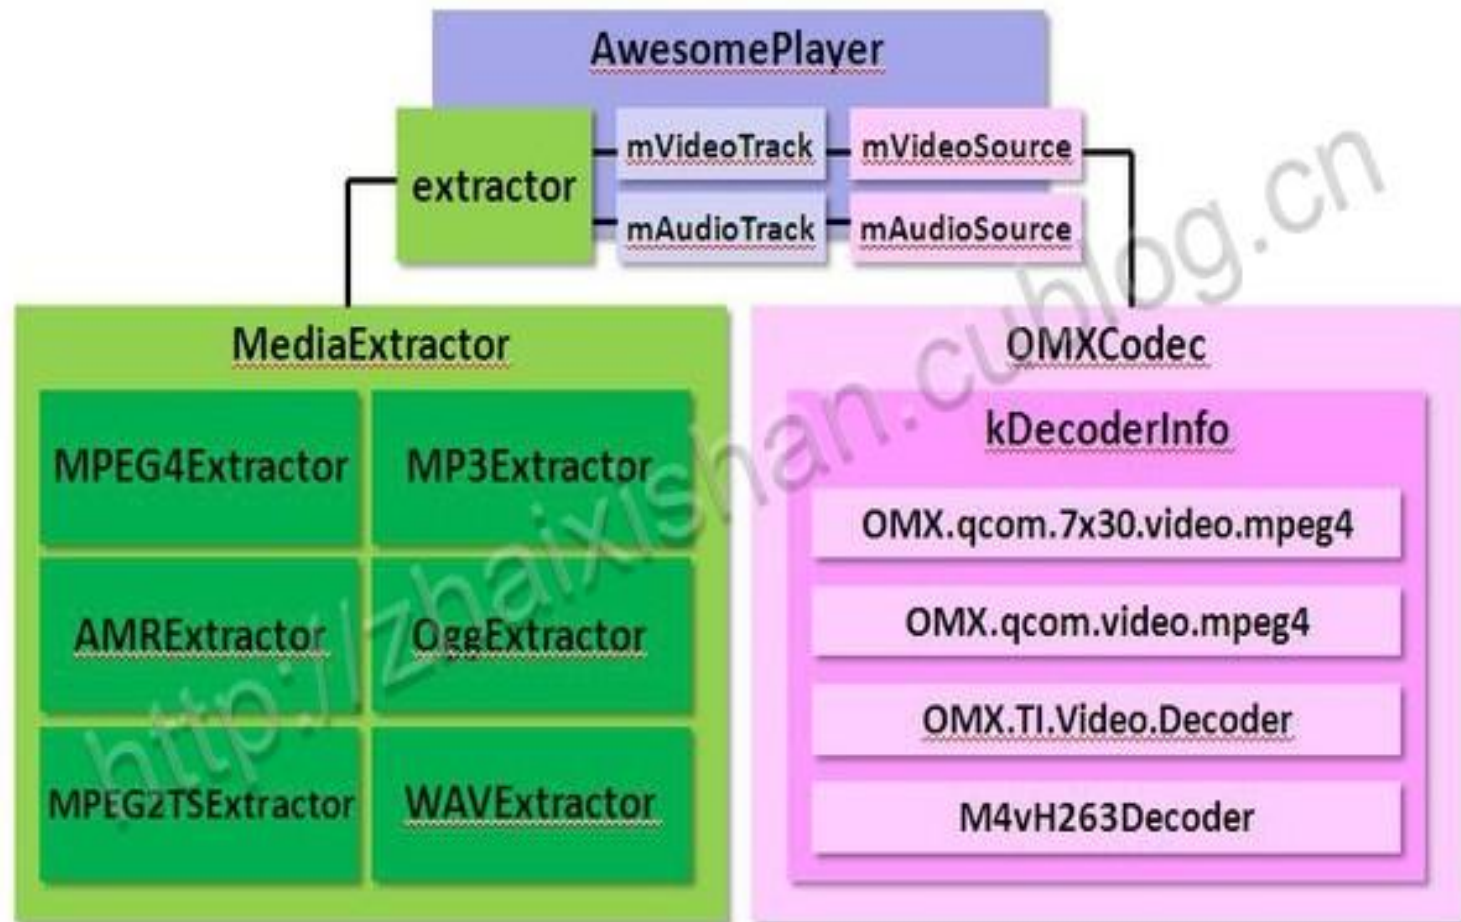 AwesomePlayer
extractor
mVideoTrack
mVideoSource
mAudioTrack
mAudioSource
MediaExtractor
MPEG4Extractor
MP3Extractor
AMRExtractor
OggExtractor
MPEG2TSExtractor
WAVExtractor
OMXCodec
kDecoderInfo
OMX.qcom.7x30.video.mpeg4
OMX.qcom.video.mpeg4
OMX.TI.Video.Decoder
M4vH263Decoder
http://zhaixishan.cublog.cn